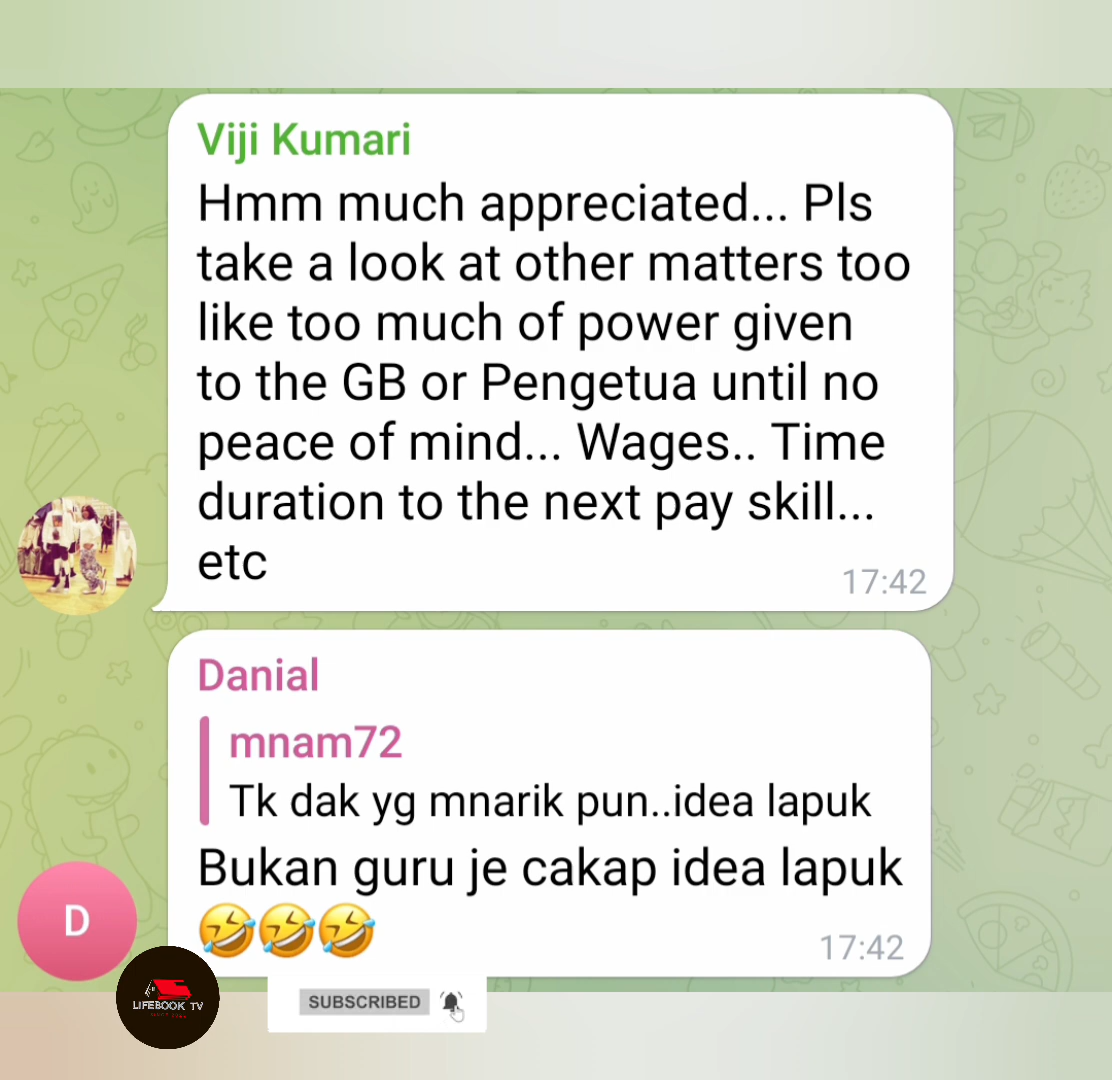 Viji Kumari
Hmm much appreciated... Pls
take a look at other matters too
like too much of power given
to the GB or Pengetua until no
peace of mind... Wages.. Time
duration to the next pay skill...
etc
17:42
Danial
mnam72
Tk dak yg mnarik pun..idea lapuk
Bukan guru je cakap idea lapuk
🤣🤣🤣
17:42
D
LIFEBOOK TV
SUBSCRIBED